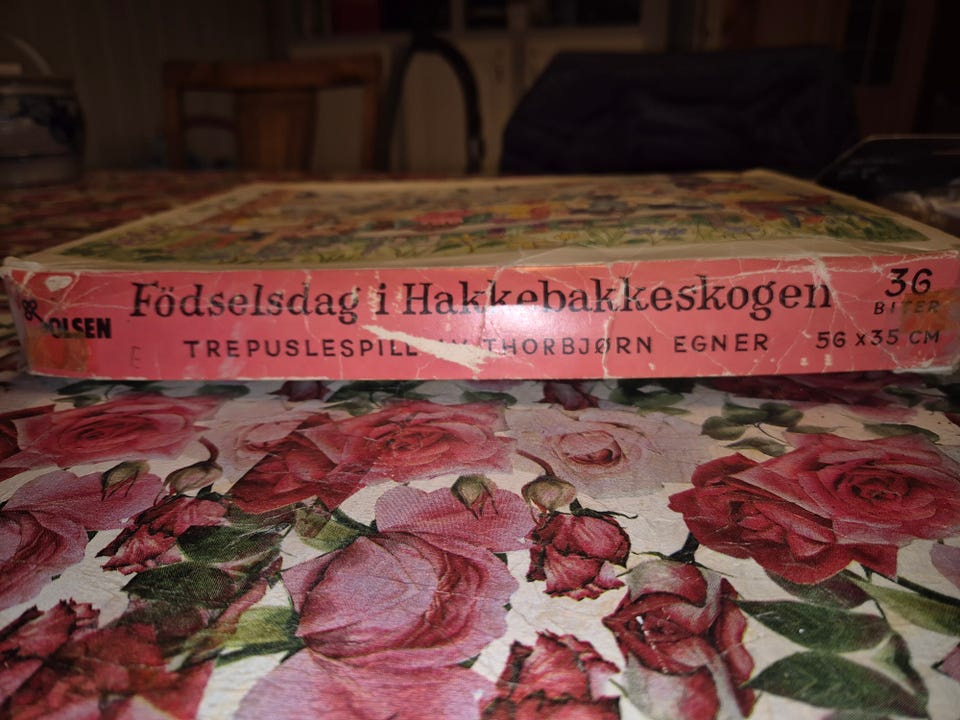 Födselsdag i Hakkebakkeskogen
TREPUSLESPILL THORBJØRN EGNER
36
BITER
56 x 35 CM
OLSEN
E